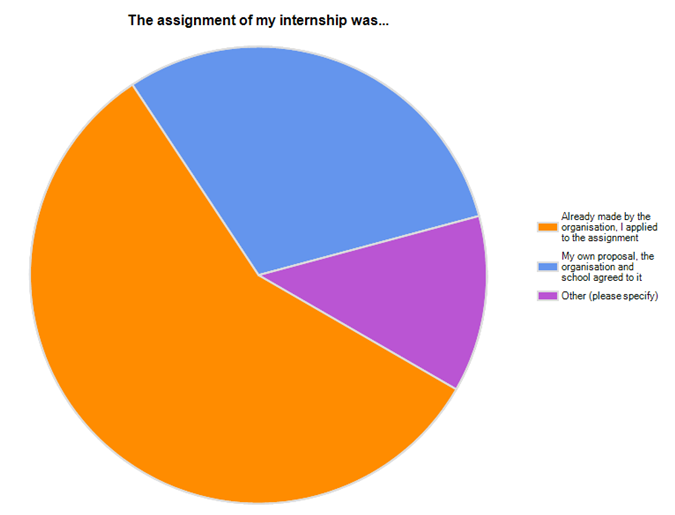 The assignment of my internship was...
Already made by the
organisation, I applied
to the assignment
My own proposal, the
organisation and
school agreed to it
Other (please specify)